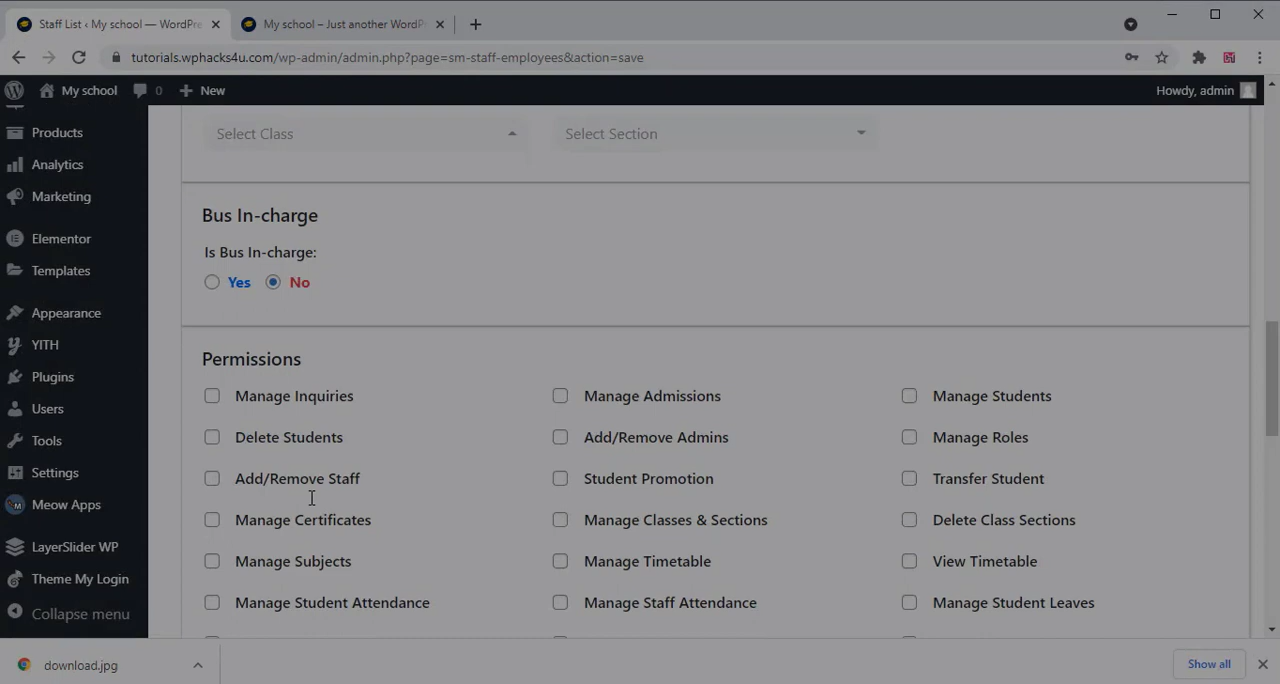 Staff List ‹ My school — WordPre
My school – Just another WordPr
tutorials.wphacks4u.com/wp-admin/admin.php?page=sm-staff-employees&action=save
My school
0
New
Howdy, admin
Products
Analytics
Marketing
Elementor
Templates
Appearance
YITH
Plugins
Users
Tools
Settings
Meow Apps
LayerSlider WP
Theme My Login
Collapse menu
Select Class
Select Section
Bus In-charge
Is Bus In-charge:
Yes No
Permissions
Manage Inquiries Manage Admissions Manage Students
Delete Students Add/Remove Admins Manage Roles
Add/Remove Staff Student Promotion Transfer Student
Manage Certificates Manage Classes & Sections Delete Class Sections
Manage Subjects Manage Timetable View Timetable
Manage Student Attendance Manage Staff Attendance Manage Student Leaves
download.jpg
Show all